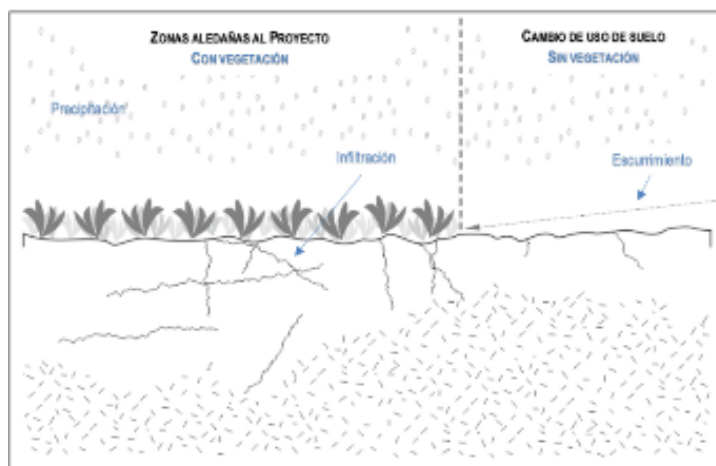 ZONAS ALEDAÑAS AL PROYECTO
CON VEGETACIÓN
CAMBIO DE USO DE SUELO
SIN VEGETACIÓN
Precipitación
Infiltración
Escurrimiento